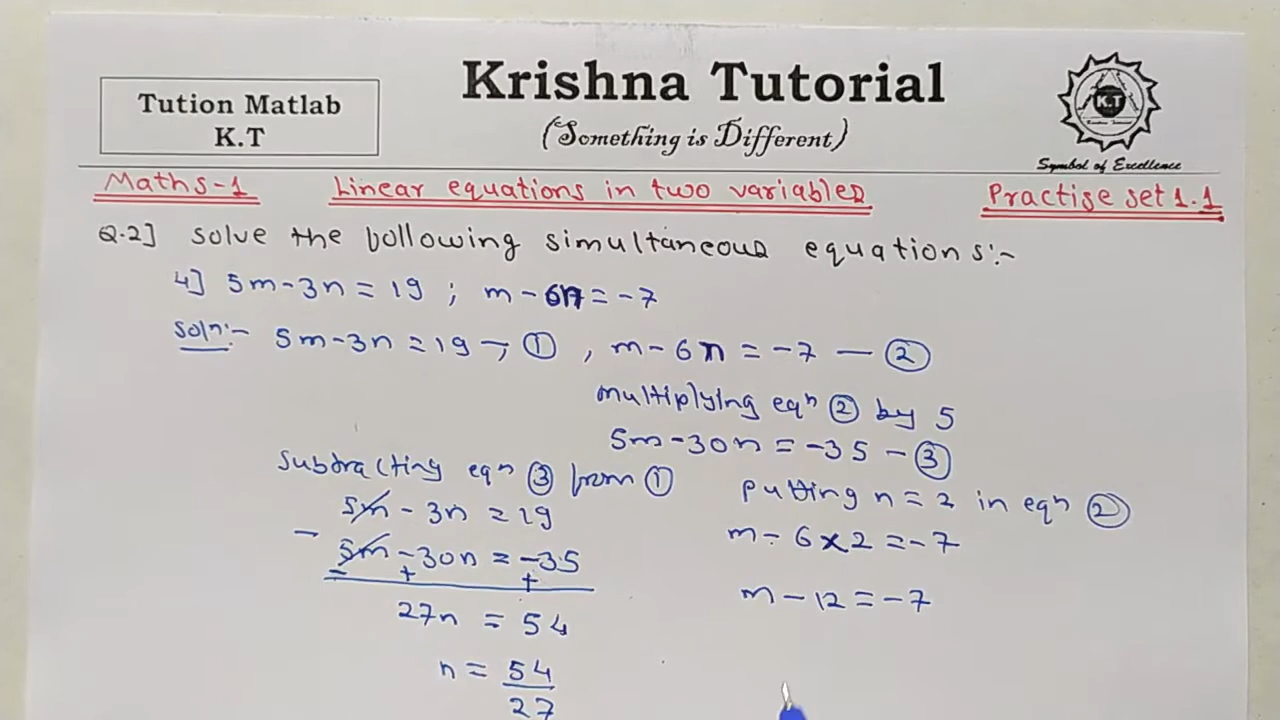 Tution Matlab
K.T
Krishna Tutorial
(Something is Different)
K.T
Symbol of Excellence
Maths-1 Linear equations in two variables Practise set 1.1
Q.2] Solve the following simultaneous equations:-
4] 5m-3n=19 ; m-6n=-7
Soln:- 5m-3n=19 → ① , m-6n=-7 — ②
multiplying eqn ② by 5
5m-30n=-35 - ③
Subtracting eqn ③ from ①
5m-3n=19
- 5m-30n=-35
- + +
27n = 54
n = 54
27
putting n=2 in eqn ②
m-6×2=-7
m-12=-7